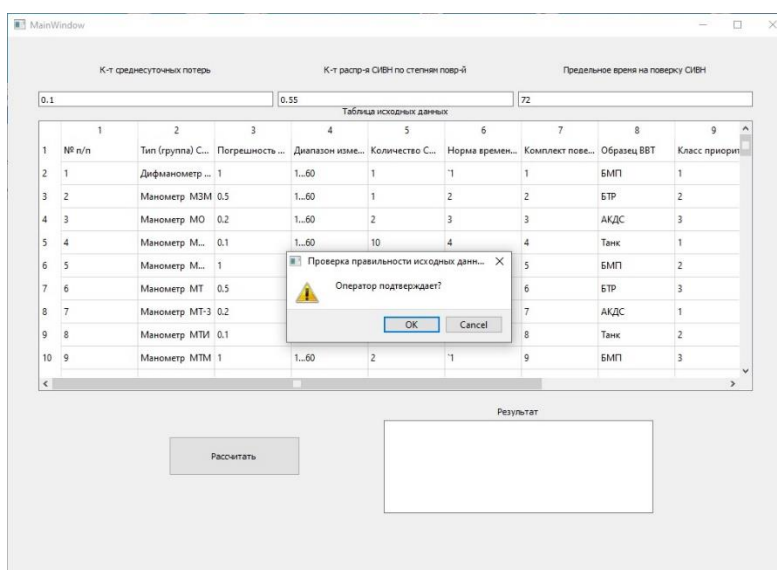 MainWindow
К-т среднесуточных потерь К-т распр-я СИВН по степням повр-й Предельное время на поверку СИВН
0.1 0.55 72
Таблица исходных данных
1 2 3 4 5 6 7 8 9
1 № п/п Тип (группа) С... Погрешность ... Диапазон изме... Количество С... Норма времен... Комплект пове... Образец ВВТ Класс приорит
2 1 Дифманометр ... 1 1...60 1 '1 1 БМП 1
3 2 Манометр МЗМ 0.5 1...60 1 2 2 БТР 2
4 3 Манометр МО 0.2 1...60 2 3 3 АКДС 3
5 4 Манометр М... 0.1 1...60 10 4 4 Танк 1
6 5 Манометр М... 1 5 БМП 2
7 6 Манометр МТ 0.5 6 БТР 3
8 7 Манометр МТ-3 0.2 7 АКДС 1
9 8 Манометр МТИ 0.1 8 Танк 2
10 9 Манометр МТМ 1 1...60 2 '1 9 БМП 3
Проверка правильности исходных данн...
Оператор подтверждает?
OK Cancel
Результат
Рассчитать